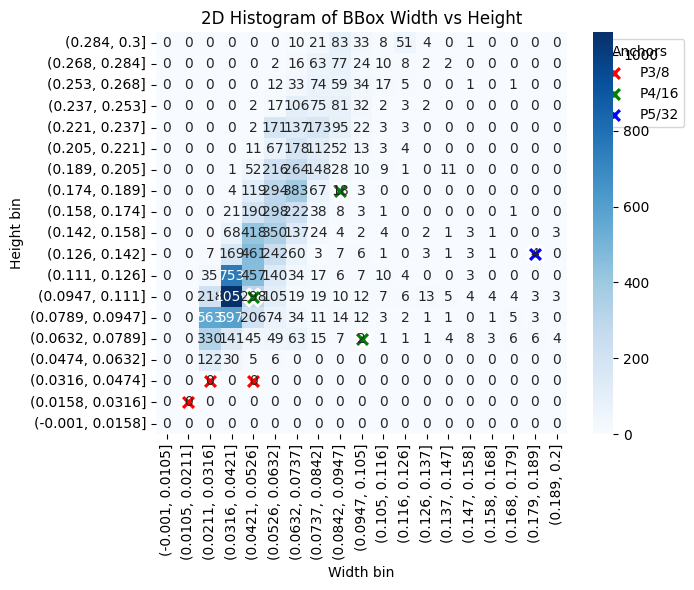 2D Histogram of BBox Width vs Height
Height bin
(0.284, 0.3] 0 0 0 0 0 0 10 21 83 33 8 51 4 0 1 0 0 0 0
(0.268, 0.284] 0 0 0 0 0 2 16 63 77 24 10 8 2 2 0 0 0 0 0
(0.253, 0.268] 0 0 0 0 0 12 33 74 59 34 17 5 0 0 1 0 1 0 0
(0.237, 0.253] 0 0 0 0 2 17 106 75 81 32 2 3 2 0 0 0 0 0 0
(0.221, 0.237] 0 0 0 0 2 171 137 173 95 22 3 3 0 0 0 0 0 0 0
(0.205, 0.221] 0 0 0 0 11 67 178 112 52 13 3 4 0 0 0 0 0 0 0
(0.189, 0.205] 0 0 0 1 52 216 264 148 28 10 9 1 0 11 0 0 0 0 0
(0.174, 0.189] 0 0 0 4 119 294 383 67 3 0 0 0 0 0 0 0 0 0
(0.158, 0.174] 0 0 0 21 190 298 222 38 8 3 1 0 0 0 0 0 1 0 0
(0.142, 0.158] 0 0 0 68 418 350 137 24 4 2 4 0 2 1 3 1 0 0 3
(0.126, 0.142] 0 0 7 169 461 242 60 3 7 6 1 0 3 1 3 1 0 0
(0.111, 0.126] 0 0 35 753 457 140 34 17 6 7 10 4 0 0 1 0 0 0 0
(0.0947, 0.111] 0 0 218 105 19 19 10 12 7 6 13 5 4 4 4 3 3
(0.0789, 0.0947] 0 0 563 597 206 74 34 11 14 12 3 2 1 1 0 1 5 3 0
(0.0632, 0.0789] 0 0 330 141 45 49 63 15 7 1 1 1 4 8 3 6 6 4
(0.0474, 0.0632] 0 0 122 30 5 6 0 0 0 0 0 0 0 0 0 0 0 0 0
(0.0316, 0.0474] 0 0 0 0 0 0 0 0 0 0 0 0 0 0 0 0 0
(0.0158, 0.0316] 0 0 0 0 0 0 0 0 0 0 0 0 0 0 0 0 0 0
(-0.001, 0.0158] 0 0 0 0 0 0 0 0 0 0 0 0 0 0 0 0 0 0 0
(-0.001, 0.0105]
(0.0105, 0.0211]
(0.0211, 0.0316]
(0.0316, 0.0421]
(0.0421, 0.0526]
(0.0526, 0.0632]
(0.0632, 0.0737]
(0.0737, 0.0842]
(0.0842, 0.0947]
(0.0947, 0.105]
(0.105, 0.116]
(0.116, 0.126]
(0.126, 0.137]
(0.137, 0.147]
(0.147, 0.158]
(0.158, 0.168]
(0.168, 0.179]
(0.179, 0.189]
(0.189, 0.2]
Width bin
1000
800
600
400
200
0
Anchors
P3/8
P4/16
P5/32